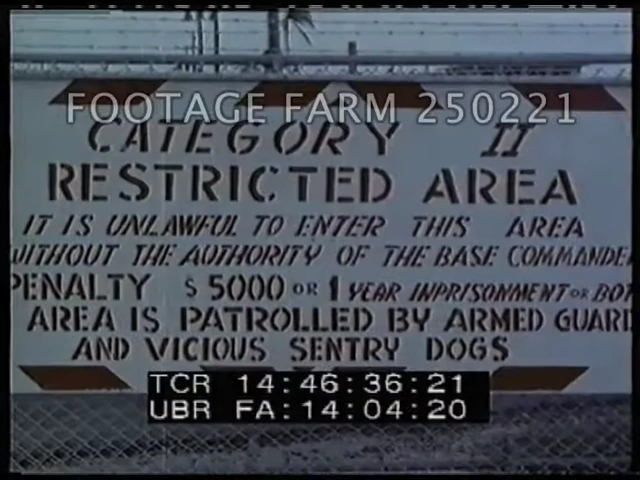 FOOTAGE FARM 250221
CATEGORY II
RESTRICTED AREA
IT IS UNLAWFUL TO ENTER THIS AREA
WITHOUT THE AUTHORITY OF THE BASE COMMANDE
PENALTY $5000 OR 1 YEAR INPRISONMENT OR BOT
AREA IS PATROLLED BY ARMED GUARD
AND VICIOUS SENTRY DOGS
TCR 14:46:36:21
UBR FA:14:04:20